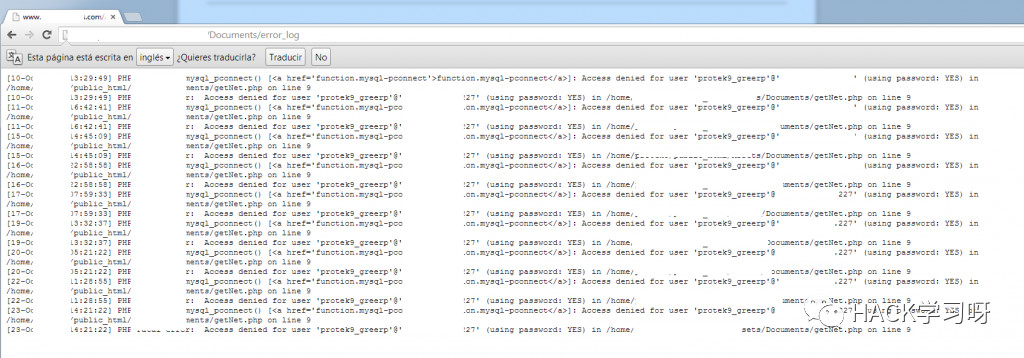 www. .com/
'Documents/error_log
Esta página está escrita en inglés ¿Quieres traducirla? Traducir No
[10-Oc 13:29:49] PHP mysql_pconnect() [<a href='function.mysql-pconnect'>function.mysql-pconnect</a>]: Access denied for user 'protek9_greerp'@' ' (using password: YES) in
/home/ 'public_html/ ments/getNet.php on line 9
[10-Oc 13:29:49] PHP r: Access denied for user 'protek9_greerp'@' 27' (using password: YES) in /home/ s/Documents/getNet.php on line 9
[11-Oc 16:42:41] PHP mysql_pconnect() [<a href='function.mysql-pco on.mysql-pconnect</a>]: Access denied for user 'protek9_greerp'@' ' (using password: YES) in
/home/ 'public_html/ ments/getNet.php on line 9
[11-Oc 16:42:41] PHP r: Access denied for user 'protek9_greerp'@' 27' (using password: YES) in /home/ cuments/getNet.php on line 9
[15-Oc 14:45:09] PHP mysql_pconnect() [<a href='function.mysql-pco on.mysql-pconnect</a>]: Access denied for user 'protek9_greerp'@' ' (using password: YES) in
/home/ 'public_html/ ments/getNet.php on line 9
[15-Oc 14:45:09] PHP r: Access denied for user 'protek9_greerp'@' 27' (using password: YES) in /home/ s/Documents/getNet.php on line 9
[16-Oc 02:58:58] PHP mysql_pconnect() [<a href='function.mysql-pco on.mysql-pconnect</a>]: Access denied for user 'protek9_greerp'@ (using password: YES) in
/home/ 'public_html/ ments/getNet.php on line 9
[16-Oc 02:58:58] PHP r: Access denied for user 'protek9_greerp'@' 27' (using password: YES) in /home/ uments/getNet.php on line 9
[17-Oc 07:59:33] PHP mysql_pconnect() [<a href='function.mysql-pco on.mysql-pconnect</a>]: Access denied for user 'protek9_greerp'@ 227' (using password: YES) in
/home/ 'public_html/ ments/getNet.php on line 9
[17-Oc 07:59:33] PHP r: Access denied for user 'protek9_greerp'@' 27' (using password: YES) in /home/ /Documents/getNet.php on line 9
[19-Oc 13:32:37] PHP mysql_pconnect() [<a href='function.mysql-pco on.mysql-pconnect</a>]: Access denied for user 'protek9_greerp'@ .227' (using password: YES) in
/home/ 'public_html/ ments/getNet.php on line 9
[19-Oc 13:32:37] PHP r: Access denied for user 'protek9_greerp'@' 27' (using password: YES) in /home/ ocuments/getNet.php on line 9
[20-Oc 05:21:22] PHP mysql_pconnect() [<a href='function.mysql-pco on.mysql-pconnect</a>]: Access denied for user 'protek9_greerp'@ .227' (using password: YES) in
/home/ 'public_html/ ments/getNet.php on line 9
[20-Oc 05:21:22] PHP r: Access denied for user 'protek9_greerp'@' 27' (using password: YES) in /home/ ocuments/getNet.php on line 9
[22-Oc 11:28:55] PHP mysql_pconnect() [<a href='function.mysql-pco on.mysql-pconnect</a>]: Access denied for user 'protek9_greerp'@ 227' (using password: YES) in
/home/ 'public_html/ ments/getNet.php on line 9
[22-Oc 11:28:55] PHP r: Access denied for user 'protek9_greerp'@' 27' (using password: YES) in /home/ ocuments/getNet.php on line 9
[23-Oc 14:21:22] PHP mysql_pconnect() [<a href='function.mysql-pco on.mysql-pconnect</a>]: Access denied for user 'protek9_greerp'@ .227' (using password: YES) in
/home/ 'public_html/ ments/getNet.php on line 9
[23-Oc 14:21:22] PHP r: Access denied for user 'protek9_greerp'@' 27' (using password: YES) in /home/ sets/Documents/getNet.php on line 9
HACK学习呀